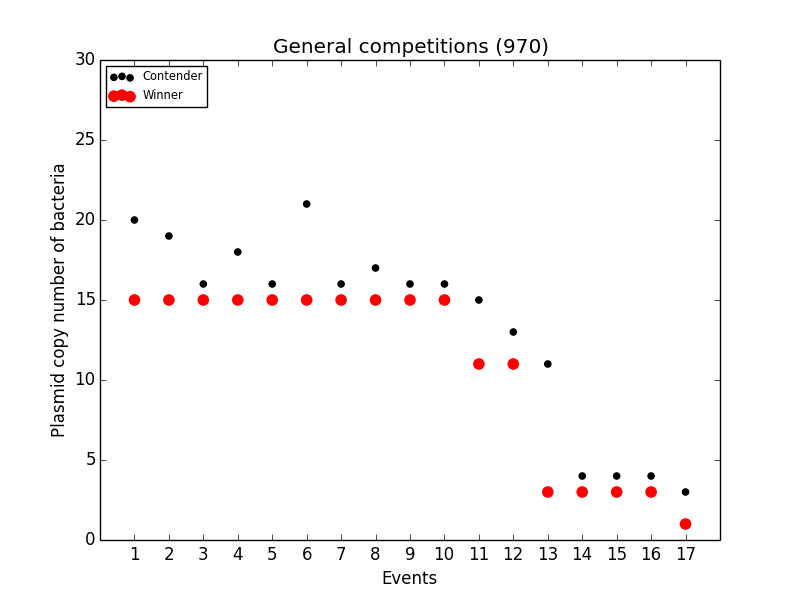 General competitions (970)
Contender
Winner
30
25
20
15
10
5
0
Plasmid copy number of bacteria
1 2 3 4 5 6 7 8 9 10 11 12 13 14 15 16 17
Events